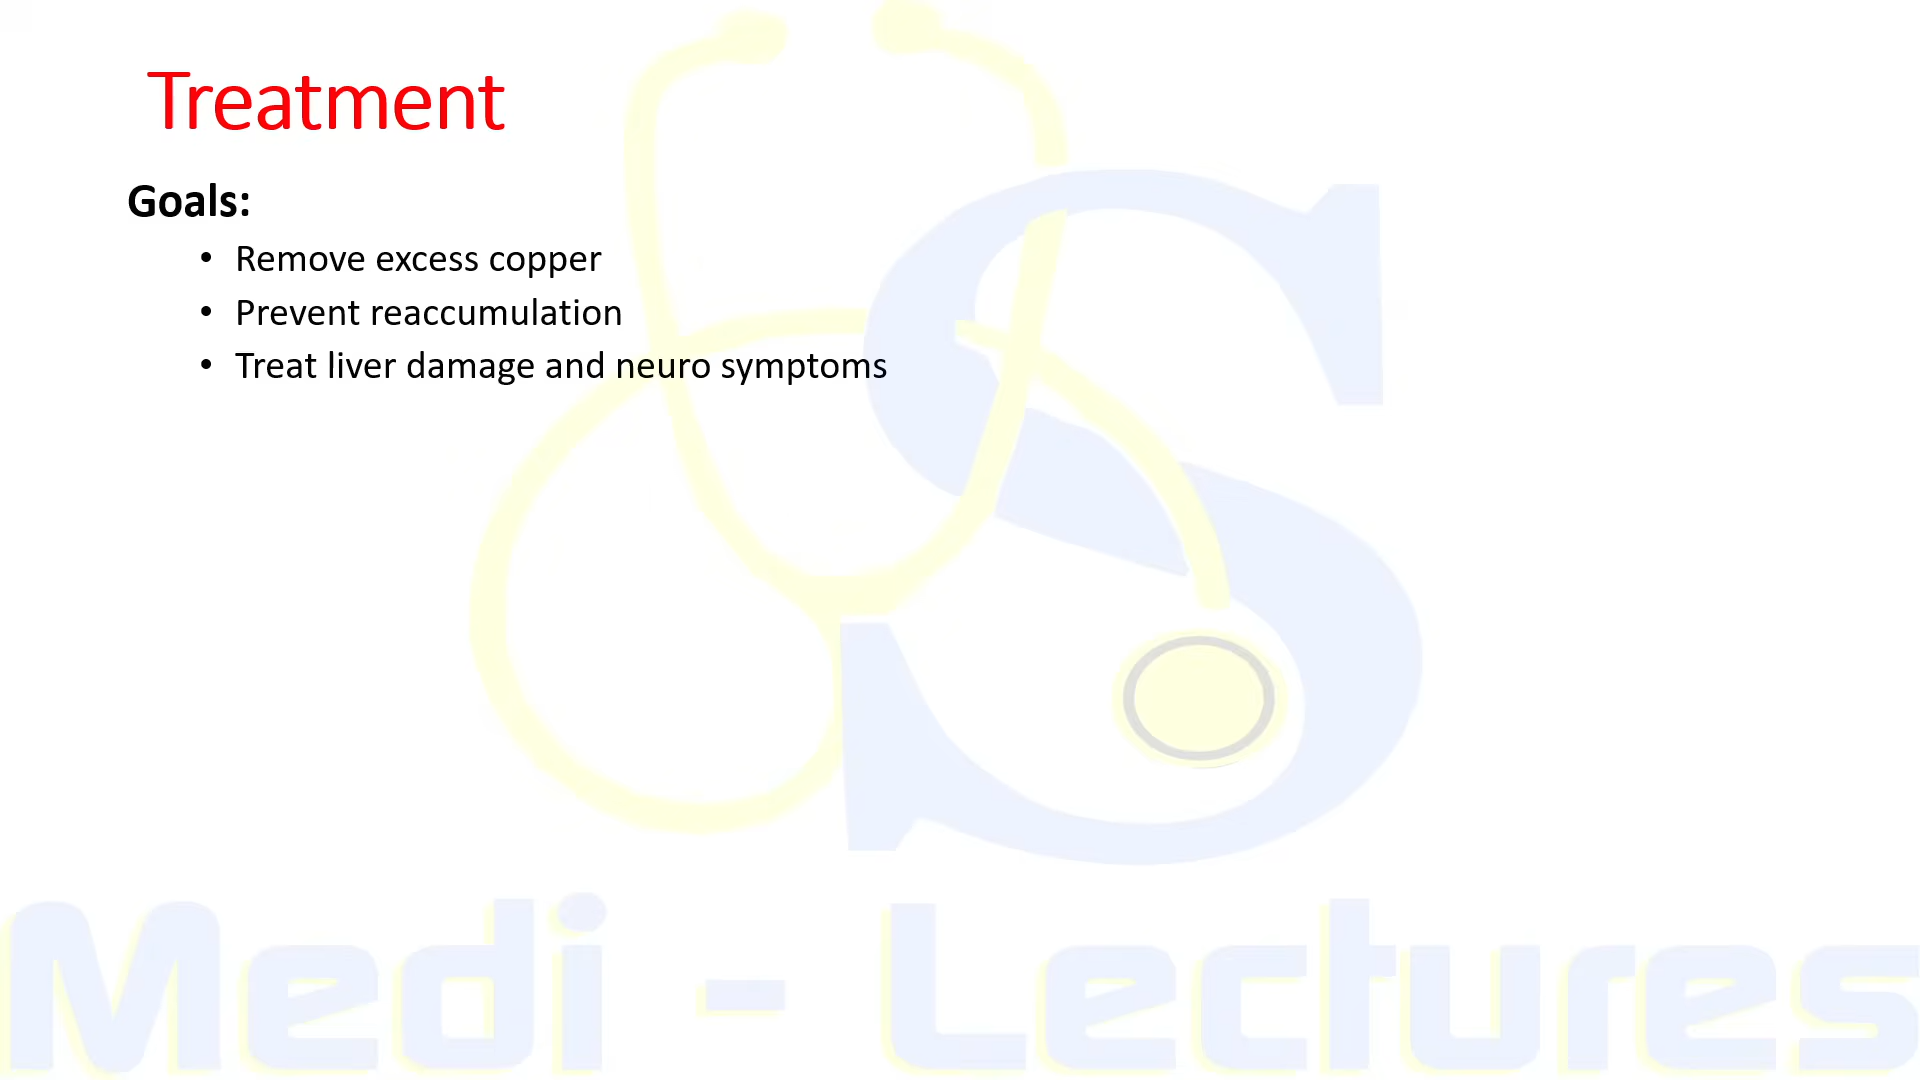 Treatment
Goals:
• Remove excess copper
• Prevent reaccumulation
• Treat liver damage and neuro symptoms
S
Medi - Lectures